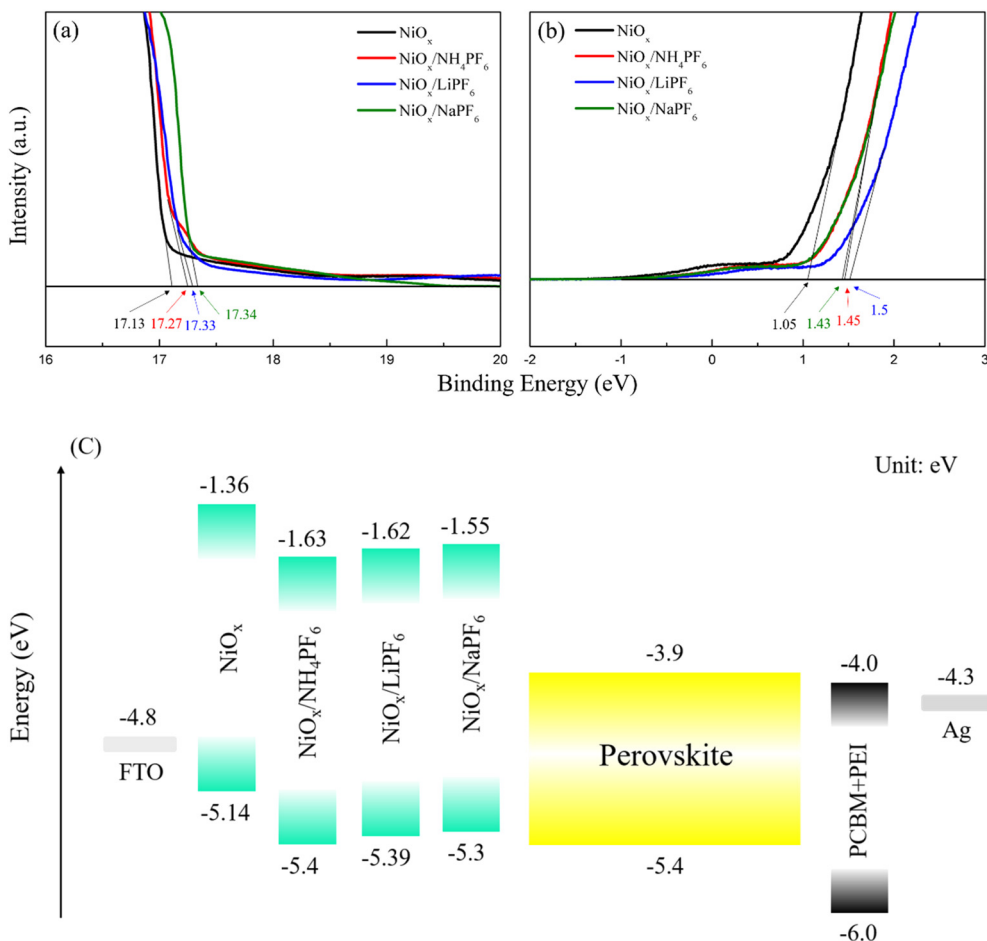 (a)
NiOₓ
NiOₓ/NH₄PF₆
NiOₓ/LiPF₆
NiOₓ/NaPF₆
Intensity (a.u.)
17.13
17.27
17.33
17.34
16
17
18
19
20
(b)
NiOₓ
NiOₓ/NH₄PF₆
NiOₓ/LiPF₆
NiOₓ/NaPF₆
1.05
1.43
1.45
1.5
-2
-1
0
1
2
3
Binding Energy (eV)
(C)
Unit: eV
Energy (eV)
-4.8
FTO
-1.36
NiOₓ
-5.14
-1.63
NiOₓ/NH₄PF₆
-5.4
-1.62
NiOₓ/LiPF₆
-5.39
-1.55
NiOₓ/NaPF₆
-5.3
-3.9
Perovskite
-5.4
-4.0
PCBM+PEI
-6.0
-4.3
Ag